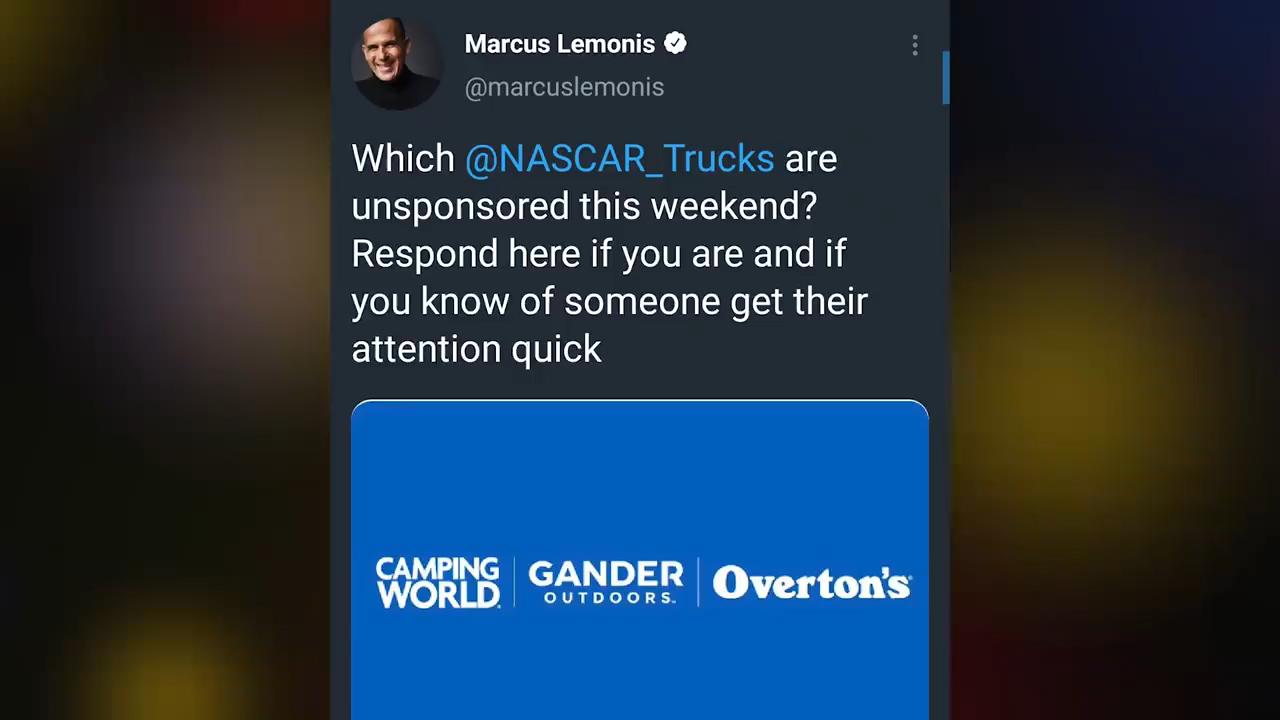 Marcus Lemonis
@marcuslemonis
Which @NASCAR_Trucks are
unsponsored this weekend?
Respond here if you are and if
you know of someone get their
attention quick
CAMPING
WORLD.
GANDER
OUTDOORS.
Overton's